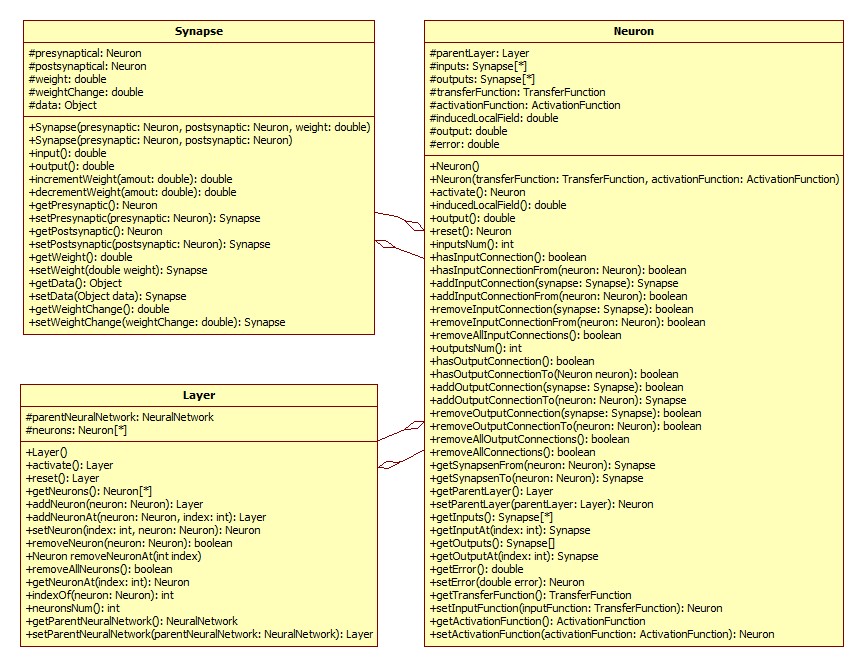 Synapse
#presynaptical: Neuron
#postsynaptical: Neuron
#weight: double
#weightChange: double
#data: Object
+Synapse(presynaptic: Neuron, postsynaptic: Neuron, weight: double)
+Synapse(presynaptic: Neuron, postsynaptic: Neuron)
+input(): double
+output(): double
+incrementWeight(amout: double): double
+decrementWeight(amout: double): double
+getPresynaptic(): Neuron
+setPresynaptic(presynaptic: Neuron): Synapse
+getPostsynaptic(): Neuron
+setPostsynaptic(postsynaptic: Neuron): Synapse
+getWeight(): double
+setWeight(double weight): Synapse
+getData(): Object
+setData(Object data): Synapse
+getWeightChange(): double
+setWeightChange(weightChange: double): Synapse
Layer
#parentNeuralNetwork: NeuralNetwork
#neurons: Neuron[*]
+Layer()
+activate(): Layer
+reset(): Layer
+getNeurons(): Neuron[*]
+addNeuron(neuron: Neuron): Layer
+addNeuronAt(neuron: Neuron, index: int): Layer
+setNeuron(index: int, neuron: Neuron): Neuron
+removeNeuron(neuron: Neuron): boolean
+Neuron removeNeuronAt(int index)
+removeAllNeurons(): boolean
+getNeuronAt(index: int): Neuron
+indexOf(neuron: Neuron): int
+neuronsNum(): int
+getParentNeuralNetwork(): NeuralNetwork
+setParentNeuralNetwork(parentNeuralNetwork: NeuralNetwork): Layer
Neuron
#parentLayer: Layer
#inputs: Synapse[*]
#outputs: Synapse[*]
#transferFunction: TransferFunction
#activationFunction: ActivationFunction
#inducedLocalField: double
#output: double
#error: double
+Neuron()
+Neuron(transferFunction: TransferFunction, activationFunction: ActivationFunction)
+activate(): Neuron
+inducedLocalField(): double
+output(): double
+reset(): Neuron
+inputsNum(): int
+hasInputConnection(): boolean
+hasInputConnectionFrom(neuron: Neuron): boolean
+addInputConnection(synapse: Synapse): Synapse
+addInputConnectionFrom(neuron: Neuron): boolean
+removeInputConnection(synapse: Synapse): boolean
+removeInputConnectionFrom(neuron: Neuron): boolean
+removeAllInputConnections(): boolean
+outputsNum(): int
+hasOutputConnection(): boolean
+hasOutputConnectionTo(Neuron neuron): boolean
+addOutputConnection(synapse: Synapse): boolean
+addOutputConnectionTo(neuron: Neuron): Synapse
+removeOutputConnection(synapse: Synapse): boolean
+removeOutputConnectionTo(neuron: Neuron): boolean
+removeAllOutputConnections(): boolean
+removeAllConnections(): boolean
+getSynapsenFrom(neuron: Neuron): Synapse
+getSynapsenTo(neuron: Neuron): Synapse
+getParentLayer(): Layer
+setParentLayer(parentLayer: Layer): Neuron
+getInputs(): Synapse[*]
+getInputAt(index: int): Synapse
+getOutputs(): Synapse[]
+getOutputAt(index: int): Synapse
+getError(): double
+setError(double error): Neuron
+getTransferFunction(): TransferFunction
+setInputFunction(inputFunction: TransferFunction): Neuron
+getActivationFunction(): ActivationFunction
+setActivationFunction(activationFunction: ActivationFunction): Neuron